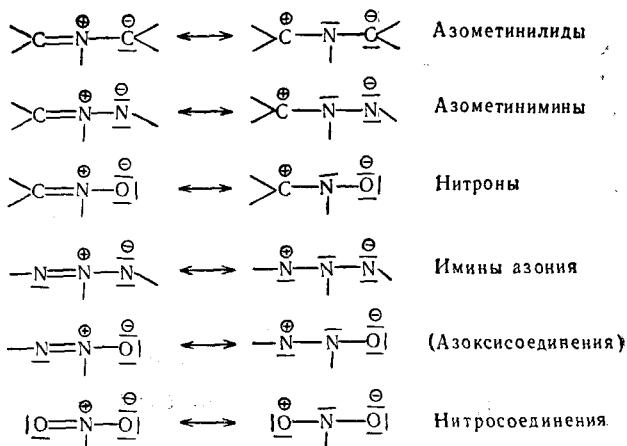 C=N⊕—C⊖ ↔ C⊕—N—C⊖ Азометинилиды
C=N⊕—N⊖ ↔ C⊕—N—N⊖ Азометинимины
C=N⊕—O⊖ ↔ C⊕—N—O⊖ Нитроны
N=N⊕—N⊖ ↔ N⊕—N—N⊖ Имины азония
N=N⊕—O⊖ ↔ N⊕—N—O⊖ (Азоксисоединения)
O=N⊕—O⊖ ↔ O⊕—N—O⊖ Нитросоединения